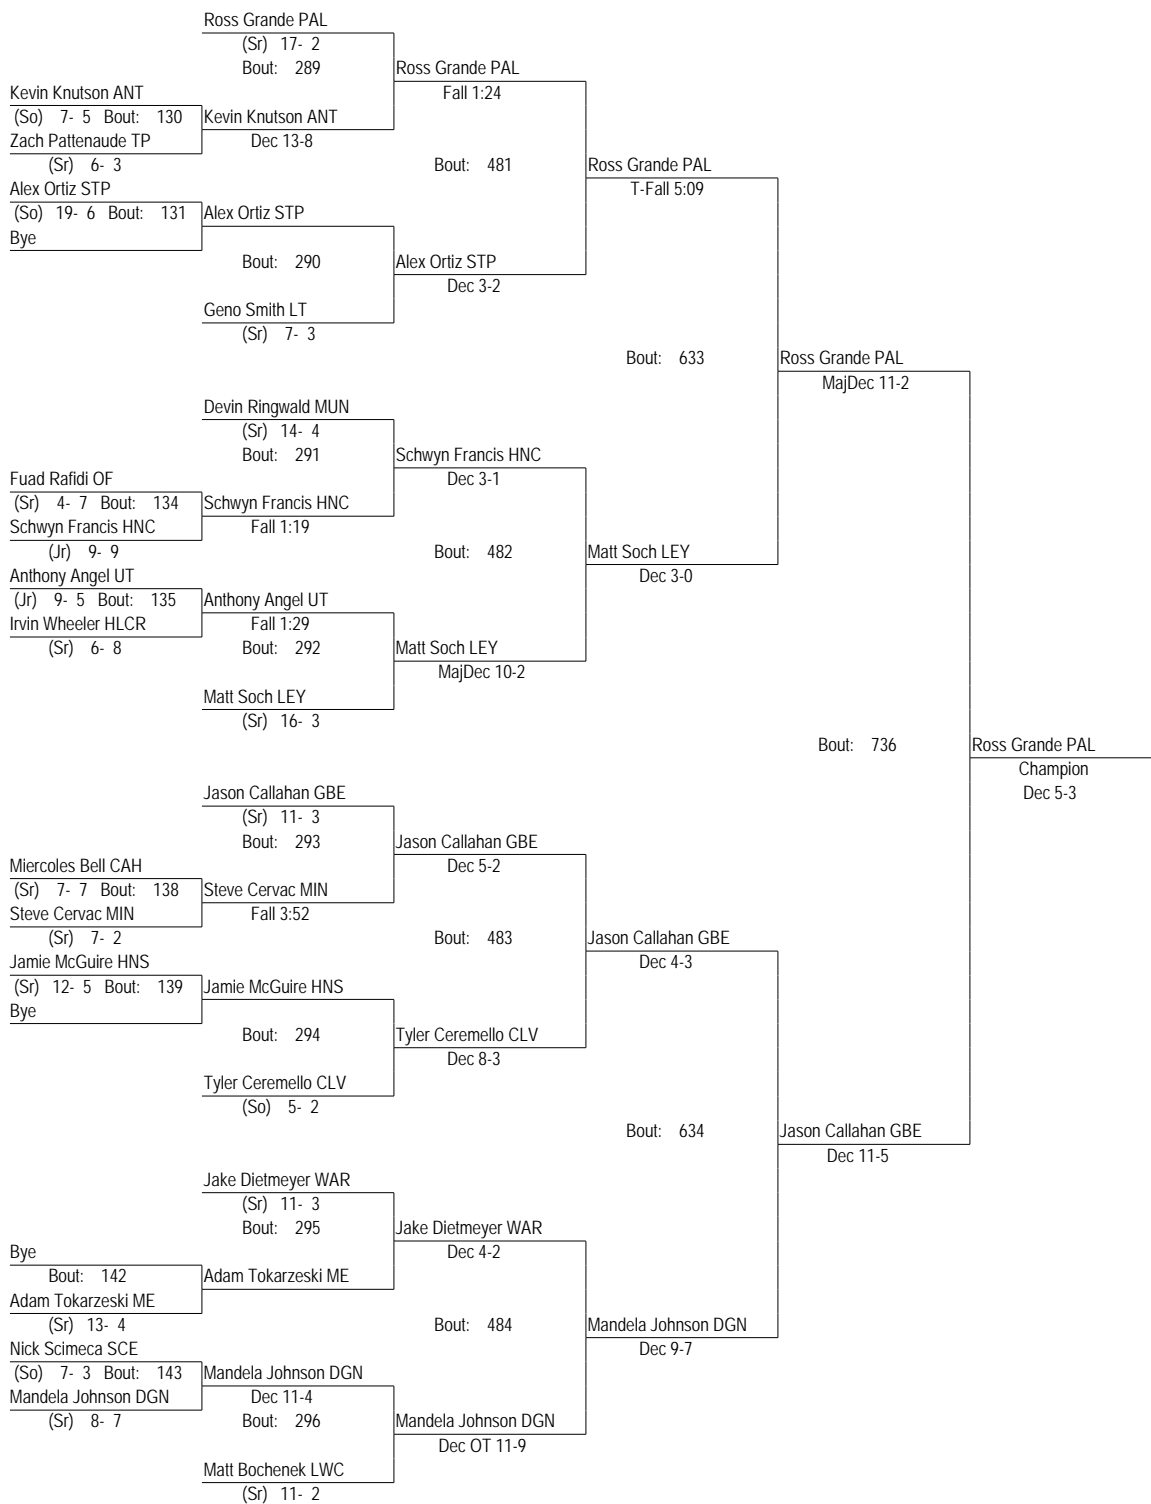 Ross Grande PAL
(Sr) 17- 2
Bout: 289
Ross Grande PAL
Fall 1:24
Kevin Knutson ANT
(So) 7- 5 Bout: 130
Kevin Knutson ANT
Dec 13-8
Zach Pattenaude TP
(Sr) 6- 3
Bout: 481
Ross Grande PAL
T-Fall 5:09
Alex Ortiz STP
(So) 19- 6 Bout: 131
Alex Ortiz STP
Bye
Bout: 290
Alex Ortiz STP
Dec 3-2
Geno Smith LT
(Sr) 7- 3
Bout: 633
Ross Grande PAL
MajDec 11-2
Devin Ringwald MUN
(Sr) 14- 4
Bout: 291
Schwyn Francis HNC
Dec 3-1
Fuad Rafidi OF
(Sr) 4- 7 Bout: 134
Schwyn Francis HNC
Fall 1:19
Schwyn Francis HNC
(Jr) 9- 9
Bout: 482
Matt Soch LEY
Dec 3-0
Anthony Angel UT
(Jr) 9- 5 Bout: 135
Anthony Angel UT
Fall 1:29
Irvin Wheeler HLCR
(Sr) 6- 8
Bout: 292
Matt Soch LEY
MajDec 10-2
Matt Soch LEY
(Sr) 16- 3
Bout: 736
Ross Grande PAL
Champion
Dec 5-3
Jason Callahan GBE
(Sr) 11- 3
Bout: 293
Jason Callahan GBE
Dec 5-2
Miercoles Bell CAH
(Sr) 7- 7 Bout: 138
Steve Cervac MIN
Fall 3:52
Steve Cervac MIN
(Sr) 7- 2
Bout: 483
Jason Callahan GBE
Dec 4-3
Jamie McGuire HNS
(Sr) 12- 5 Bout: 139
Jamie McGuire HNS
Bye
Bout: 294
Tyler Ceremello CLV
Dec 8-3
Tyler Ceremello CLV
(So) 5- 2
Bout: 634
Jason Callahan GBE
Dec 11-5
Jake Dietmeyer WAR
(Sr) 11- 3
Bout: 295
Jake Dietmeyer WAR
Dec 4-2
Bye
Bout: 142
Adam Tokarzeski ME
Adam Tokarzeski ME
(Sr) 13- 4
Bout: 484
Mandela Johnson DGN
Dec 9-7
Nick Scimeca SCE
(So) 7- 3 Bout: 143
Mandela Johnson DGN
Dec 11-4
Mandela Johnson DGN
(Sr) 8- 7
Bout: 296
Mandela Johnson DGN
Dec OT 11-9
Matt Bochenek LWC
(Sr) 11- 2